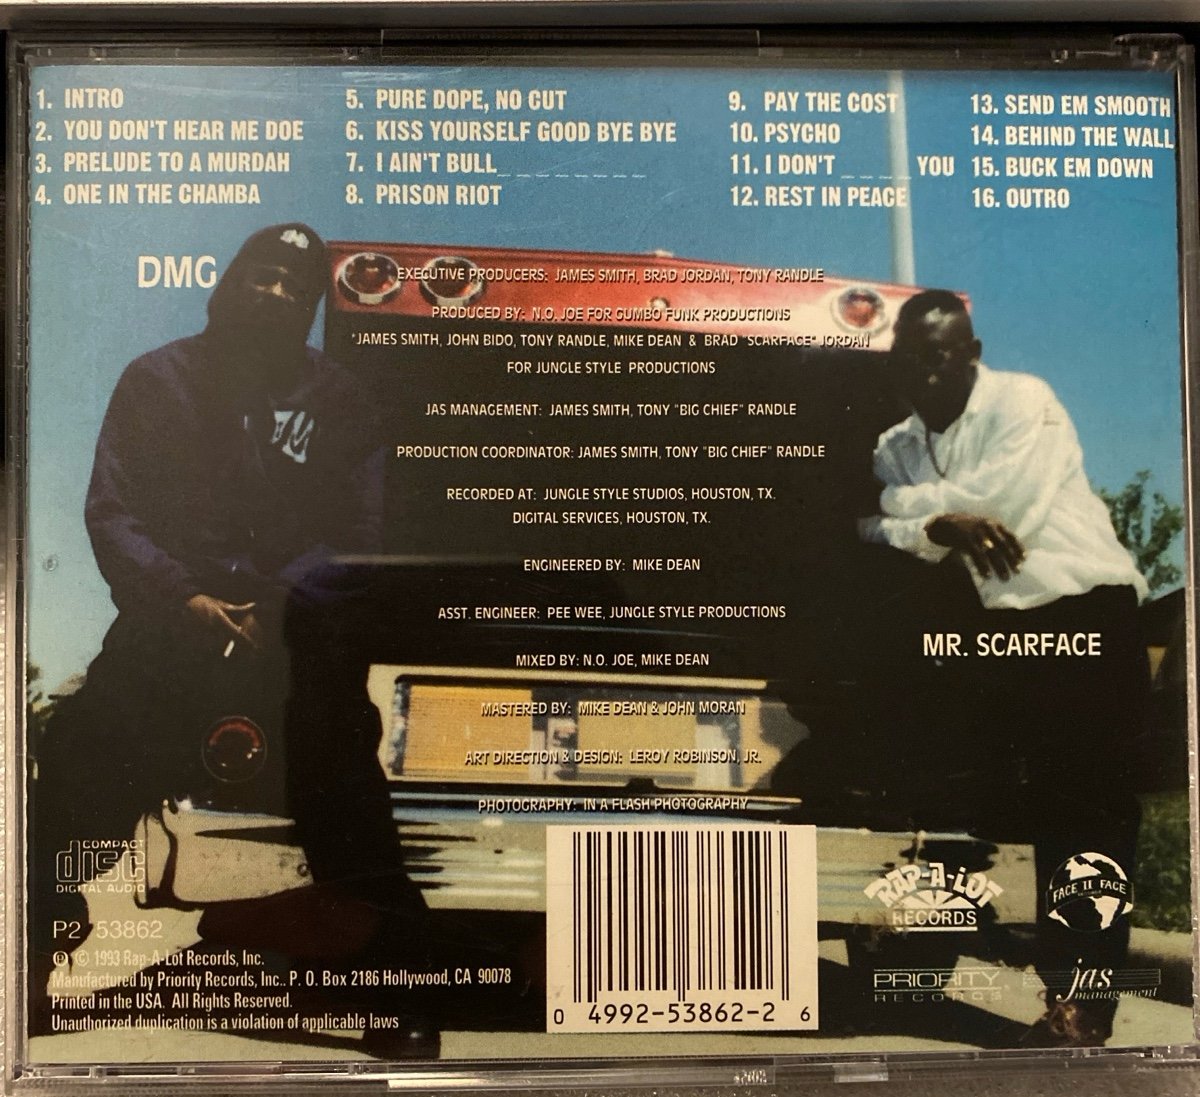 1. INTRO
2. YOU DON'T HEAR ME DOE
3. PRELUDE TO A MURDAH
4. ONE IN THE CHAMBA
5. PURE DOPE, NO CUT
6. KISS YOURSELF GOOD BYE BYE
7. I AIN'T BULL_ _ _ _ _ _ _ _
8. PRISON RIOT
9. PAY THE COST
10. PSYCHO
11. I DON'T _ _ _ _ YOU
12. REST IN PEACE
13. SEND EM SMOOTH
14. BEHIND THE WALL
15. BUCK EM DOWN
16. OUTRO
DMG
EXECUTIVE PRODUCERS: JAMES SMITH, BRAD JORDAN, TONY RANDLE
PRODUCED BY: N.O. JOE FOR GUMBO FUNK PRODUCTIONS
*JAMES SMITH, JOHN BIDO, TONY RANDLE, MIKE DEAN & BRAD "SCARFACE" JORDAN
FOR JUNGLE STYLE PRODUCTIONS
JAS MANAGEMENT: JAMES SMITH, TONY "BIG CHIEF" RANDLE
PRODUCTION COORDINATOR: JAMES SMITH, TONY "BIG CHIEF" RANDLE
RECORDED AT: JUNGLE STYLE STUDIOS, HOUSTON, TX.
DIGITAL SERVICES, HOUSTON, TX.
ENGINEERED BY: MIKE DEAN
ASST. ENGINEER: PEE WEE, JUNGLE STYLE PRODUCTIONS
MR. SCARFACE
MIXED BY: N.O. JOE, MIKE DEAN
MASTERED BY: MIKE DEAN & JOHN MORAN
ART DIRECTION & DESIGN: LEROY ROBINSON, JR.
PHOTOGRAPHY: IN A FLASH PHOTOGRAPHY
COMPACT
disc
DIGITAL AUDIO
P2 53862
℗ © 1993 Rap-A-Lot Records, Inc.
Manufactured by Priority Records, Inc.. P. O. Box 2186 Hollywood, CA 90078
Printed in the USA. All Rights Reserved.
Unauthorized duplication is a violation of applicable laws
0 4992-53862-2 6
RAP-A-LOT
RECORDS
FACE II FACE
PRIORITY
RECORDS
jas
management